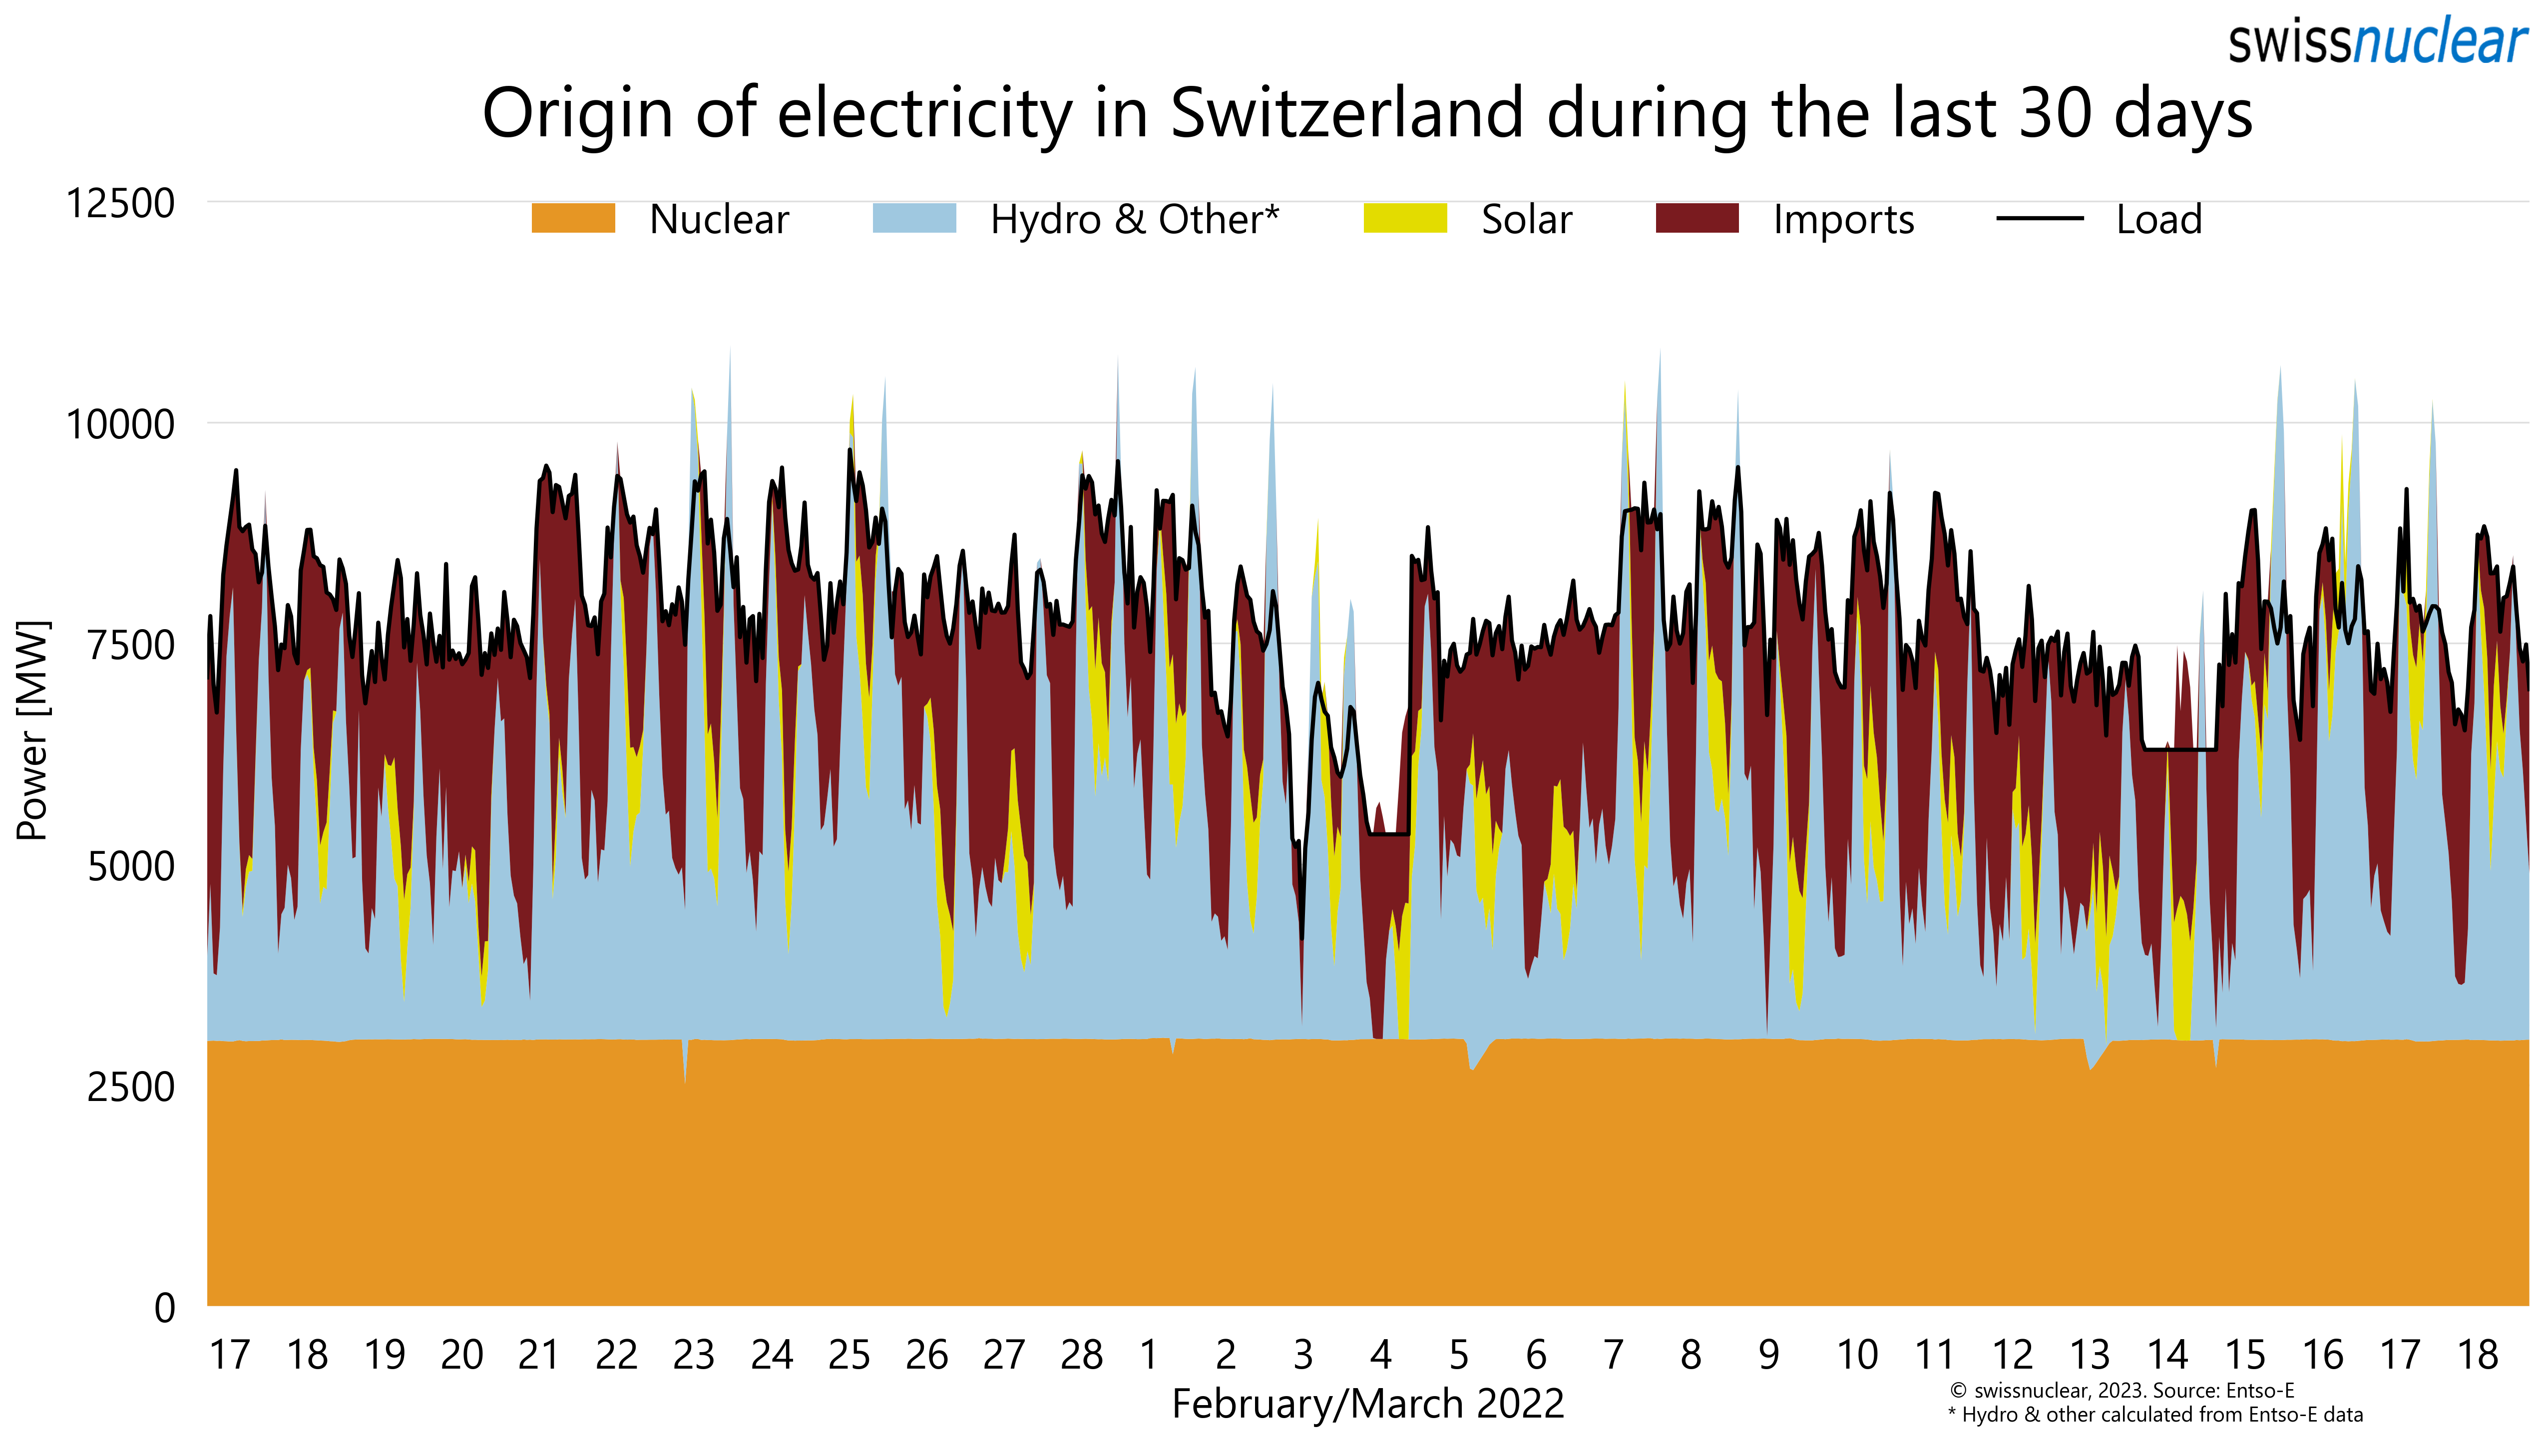 swissnuclear
Origin of electricity in Switzerland during the last 30 days
12500
Nuclear Hydro & Other* Solar Imports Load
10000
7500
5000
2500
0
Power [MW]
17 18 19 20 21 22 23 24 25 26 27 28 1 2 3 4 5 6 7 8 9 10 11 12 13 14 15 16 17 18
February/March 2022
© swissnuclear, 2023. Source: Entso-E
* Hydro & other calculated from Entso-E data